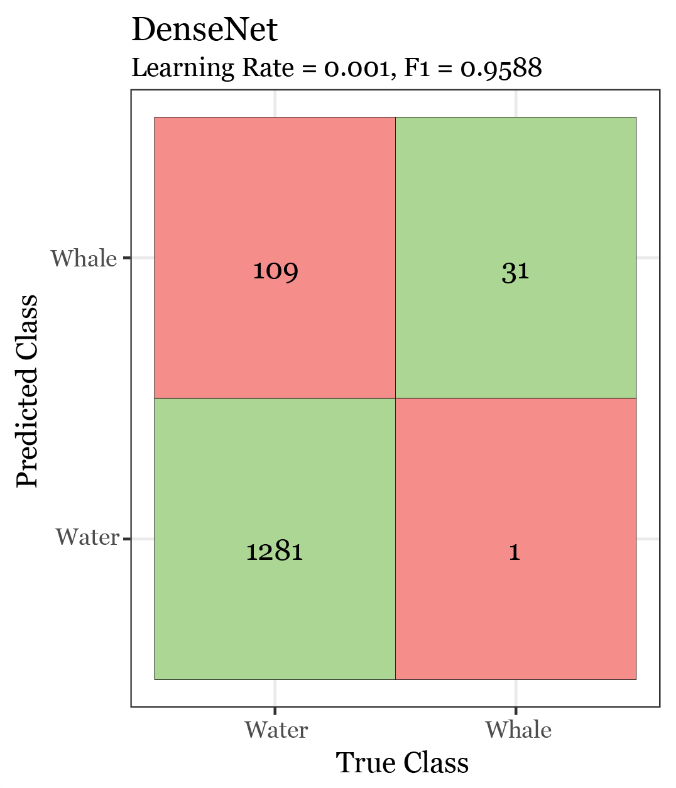 DenseNet
Learning Rate = 0.001, F1 = 0.9588
Predicted Class
Whale
109
31
Water
1281
1
Water
Whale
True Class